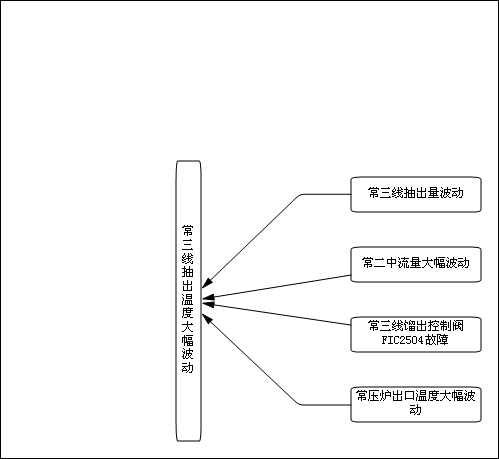 常三线抽出温度大幅波动
常三线抽出量波动
常二中流量大幅波动
常三线馏出控制阀
FIC2504故障
常压炉出口温度大幅波
动